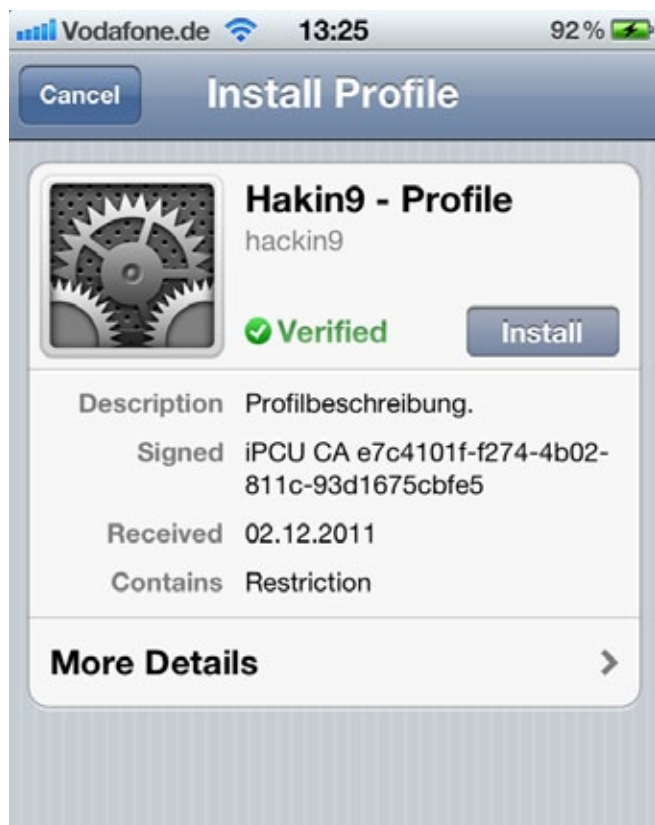 Vodafone.de 13:25 92%
Cancel Install Profile
Hakin9 - Profile
hackin9
Verified Install
Description Profilbeschreibung.
Signed iPCU CA e7c4101f-f274-4b02-
811c-93d1675cbfe5
Received 02.12.2011
Contains Restriction
More Details